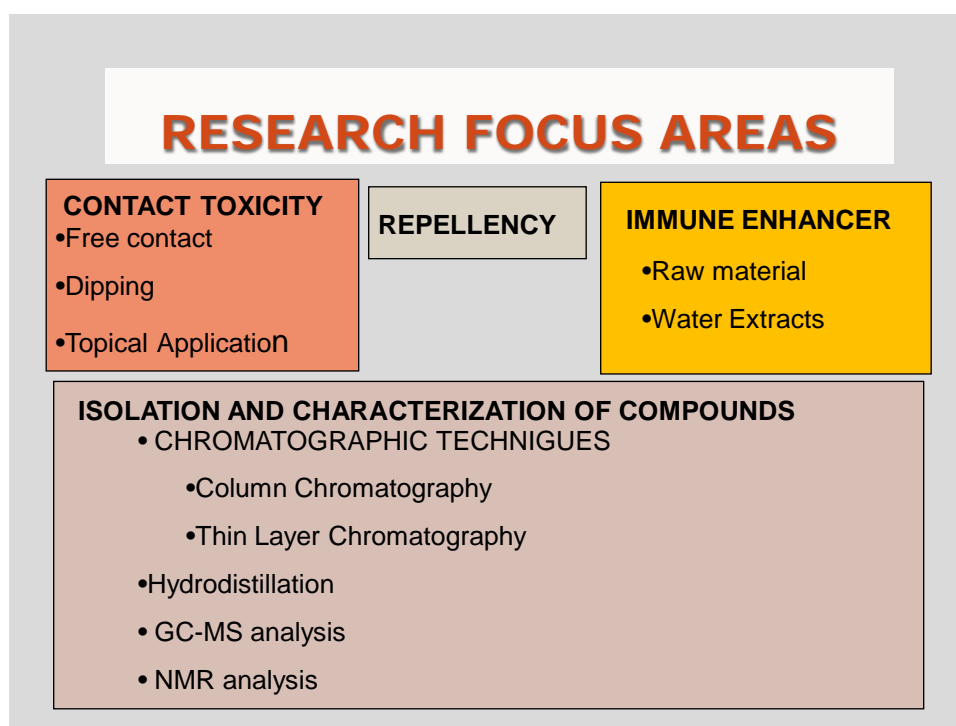 RESEARCH FOCUS AREAS
CONTACT TOXICITY
•Free contact
•Dipping
•Topical Application
REPELLENCY
IMMUNE ENHANCER
•Raw material
•Water Extracts
ISOLATION AND CHARACTERIZATION OF COMPOUNDS
• CHROMATOGRAPHIC TECHNIGUES
•Column Chromatography
•Thin Layer Chromatography
•Hydrodistillation
• GC-MS analysis
• NMR analysis